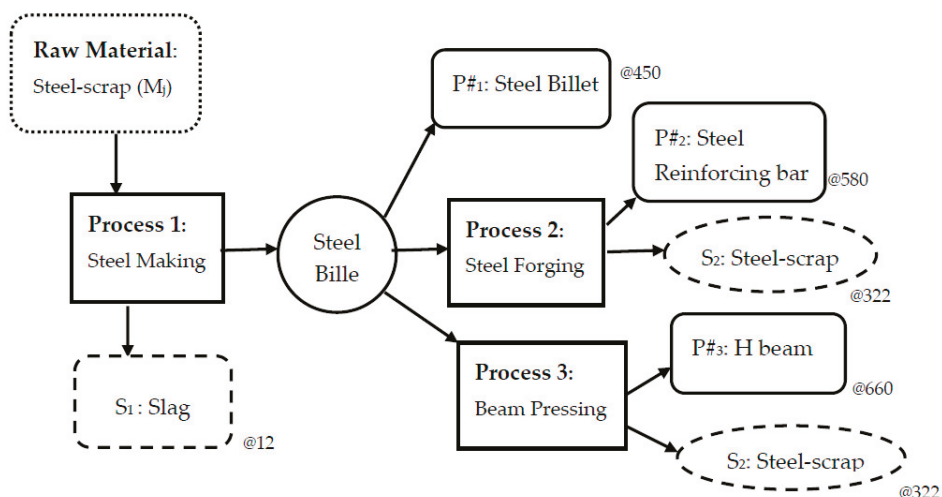 Raw Material:
Steel-scrap (Mj)
P#1: Steel Billet
@450
P#2: Steel
Reinforcing bar
@580
Process 1:
Steel Making
Steel
Bille
Process 2:
Steel Forging
S2: Steel-scrap
@322
P#3: H beam
@660
Process 3:
Beam Pressing
S1 : Slag
@12
S2: Steel-scrap
@322